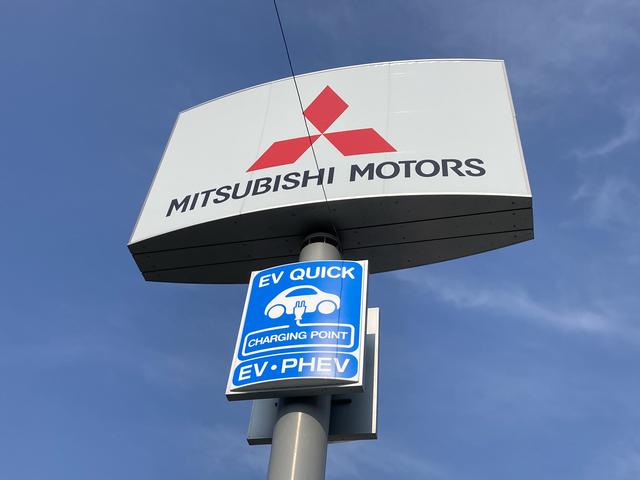 MITSUBISHI MOTORS
EV QUICK
CHARGING POINT
EV・PHEV